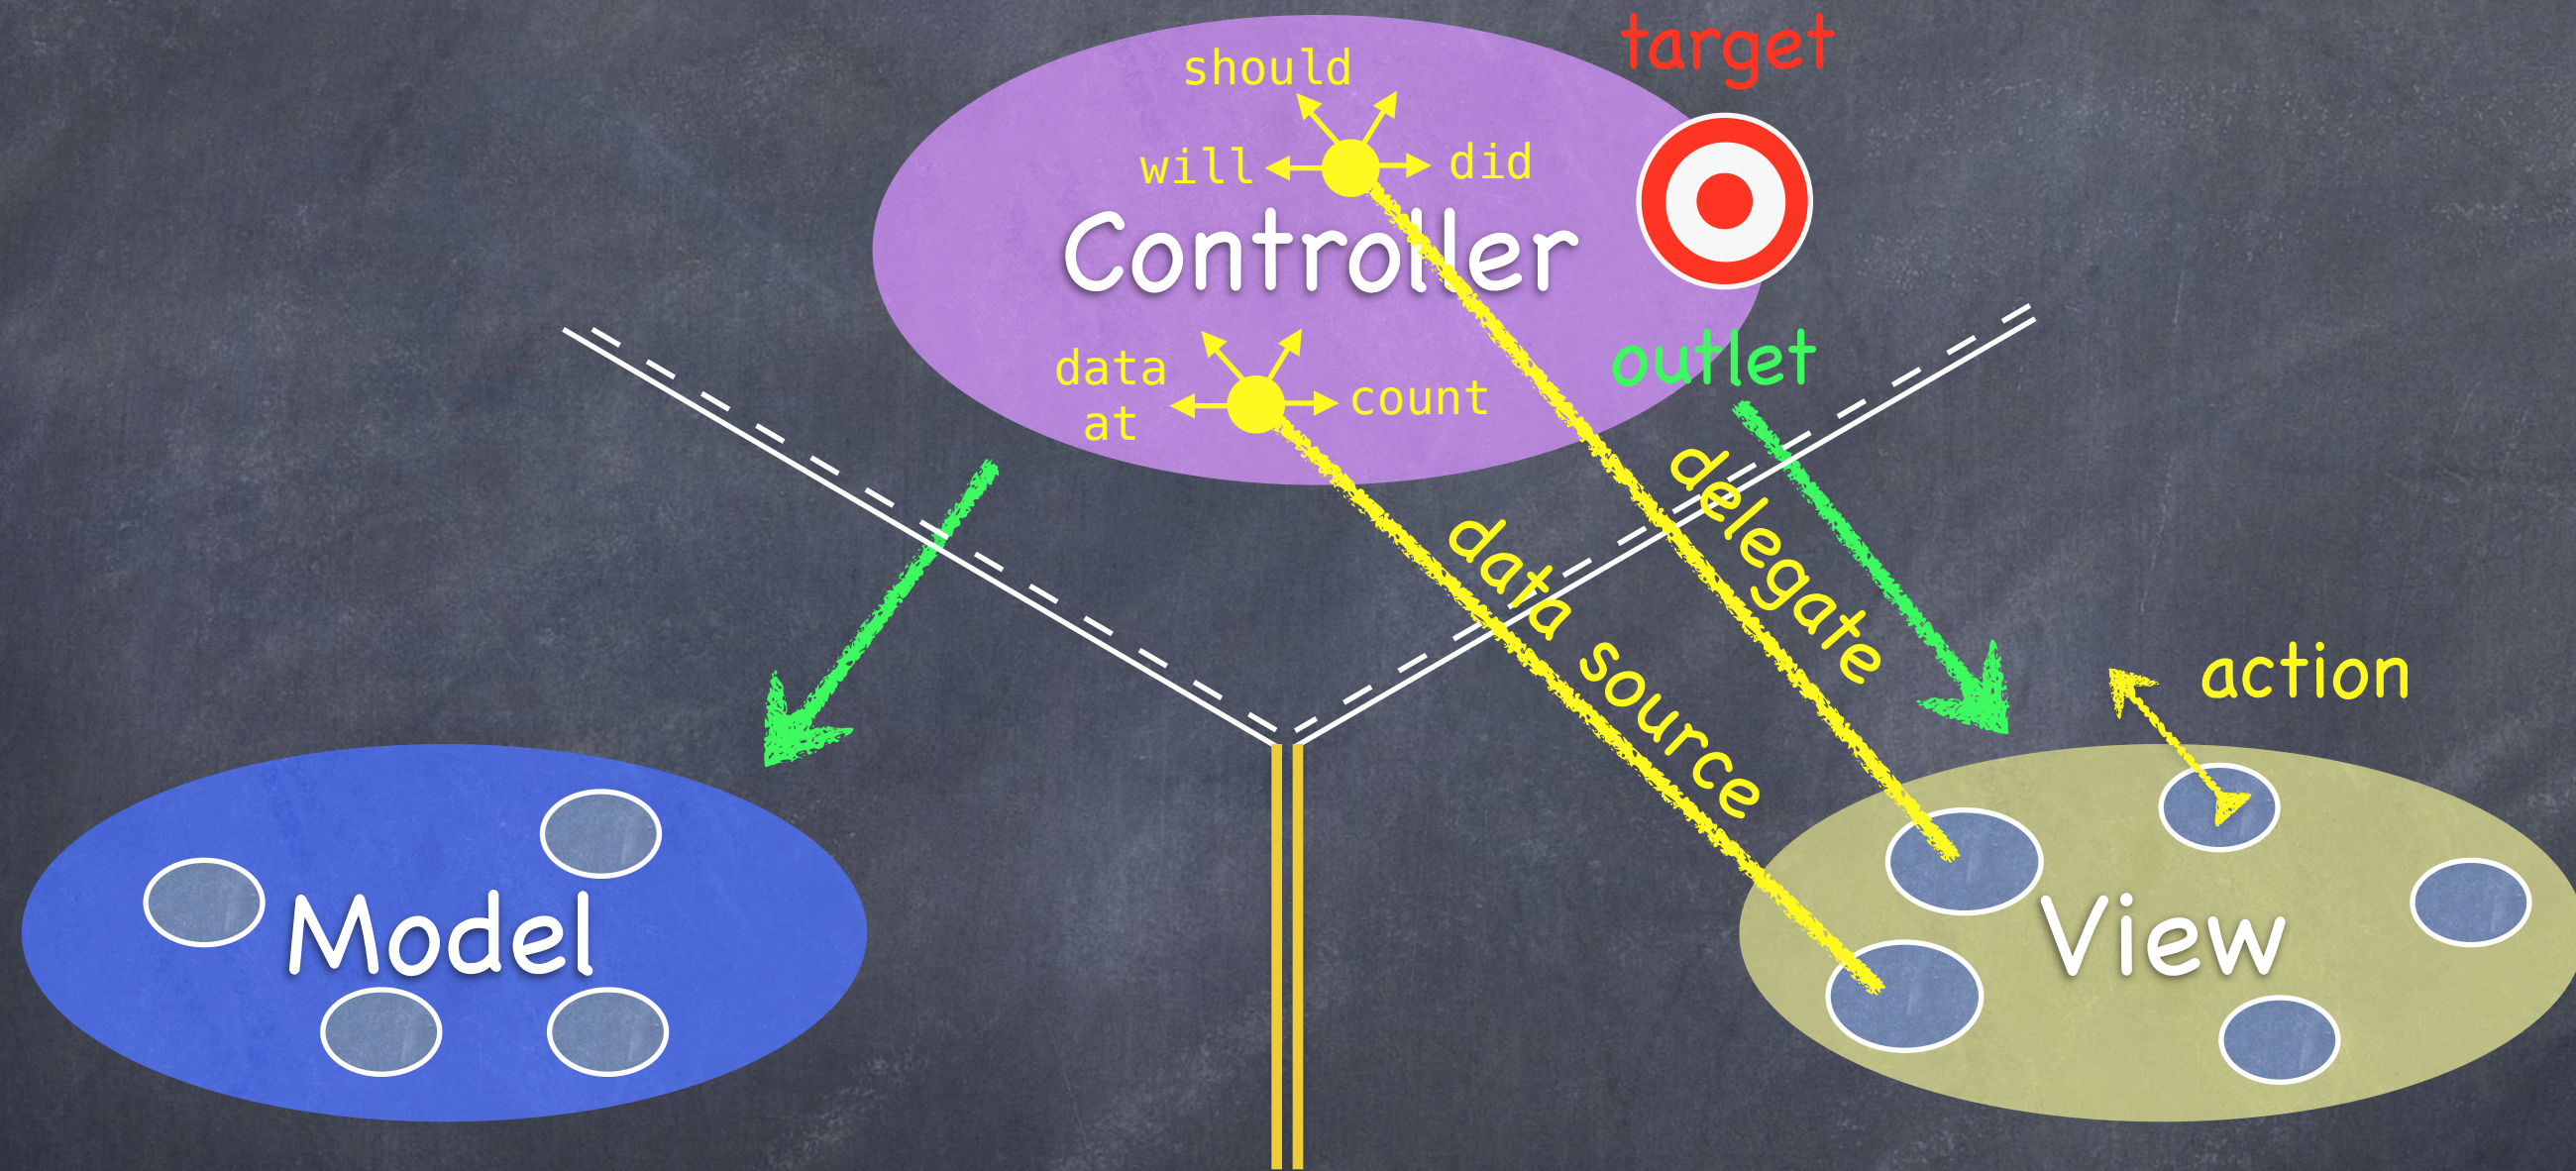 target
should
will
did
Controller
outlet
data
at
count
delegate
data source
action
Model
View